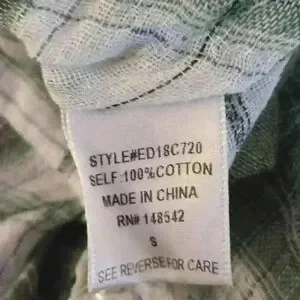 STYLE#ED18C720
SELF:100%COTTON
MADE IN CHINA
RN# 148542
S
SEE REVERSE FOR CARE